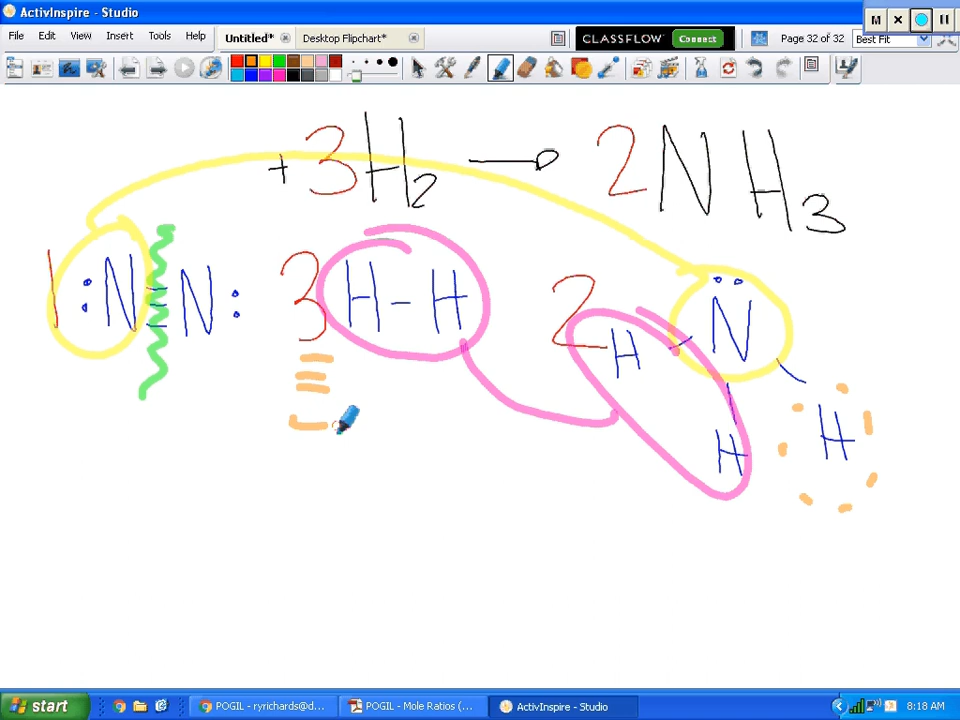 ActivInspire - Studio
File Edit View Insert Tools Help
Untitled* Desktop Flipchart*
CLASSFLOW Connect
Page 32 of 32 Best Fit
M
+ 3H2 → 2NH3
1 :N≡N: 3 H-H 2 H N H H
start
POGIL - ryrichards@d...
POGIL - Mole Ratios (...
ActivInspire - Studio
8:18 AM